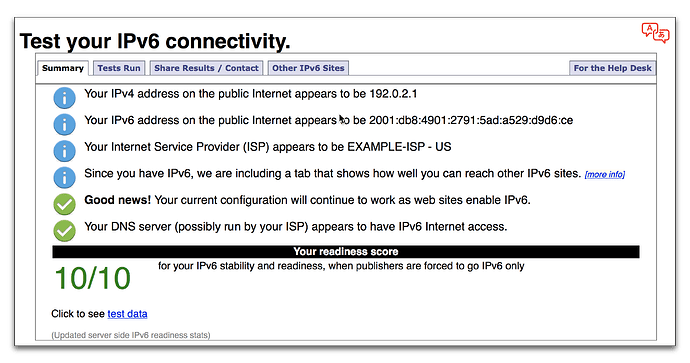 Test your IPv6 connectivity.
A あ
Summary Tests Run Share Results / Contact Other IPv6 Sites For the Help Desk
Your IPv4 address on the public Internet appears to be 192.0.2.1
Your IPv6 address on the public Internet appears to be 2001:db8:4901:2791:5ad:a529:d9d6:ce
Your Internet Service Provider (ISP) appears to be EXAMPLE-ISP - US
Since you have IPv6, we are including a tab that shows how well you can reach other IPv6 sites. [more info]
Good news! Your current configuration will continue to work as web sites enable IPv6.
Your DNS server (possibly run by your ISP) appears to have IPv6 Internet access.
Your readiness score
10/10 for your IPv6 stability and readiness, when publishers are forced to go IPv6 only
Click to see test data
(Updated server side IPv6 readiness stats)